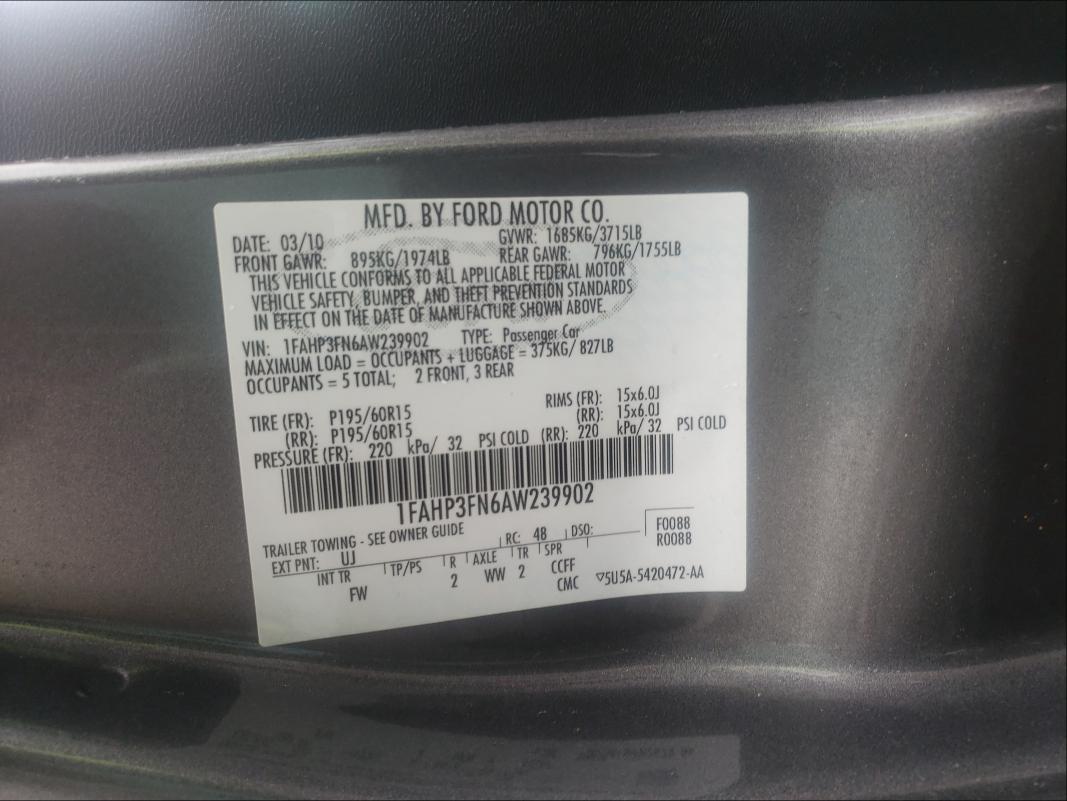 MFD. BY FORD MOTOR CO.
DATE: 03/10 GVWR: 1685KG/3715LB
FRONT GAWR: 895KG/1974LB REAR GAWR: 796KG/1755LB
THIS VEHICLE CONFORMS TO ALL APPLICABLE FEDERAL MOTOR
VEHICLE SAFETY, BUMPER, AND THEFT PREVENTION STANDARDS
IN EFFECT ON THE DATE OF MANUFACTURE SHOWN ABOVE.
VIN: 1FAHP3FN6AW239902 TYPE: Passenger Car
MAXIMUM LOAD = OCCUPANTS + LUGGAGE = 375KG/ 827LB
OCCUPANTS = 5 TOTAL; 2 FRONT, 3 REAR
TIRE (FR): P195/60R15 RIMS (FR): 15x6.0J
(RR): P195/60R15 (RR): 15x6.0J
PRESSURE (FR): 220 kPa/ 32 PSI COLD (RR): 220 kPa/ 32 PSI COLD
1FAHP3FN6AW239902
TRAILER TOWING - SEE OWNER GUIDE
EXT PNT: UJ RC: 48 DSO: F0088
R0088
INT TR TP/PS R AXLE TR SPR
FW 2 WW 2 CCFF
CMC ▽5U5A-5420472-AA